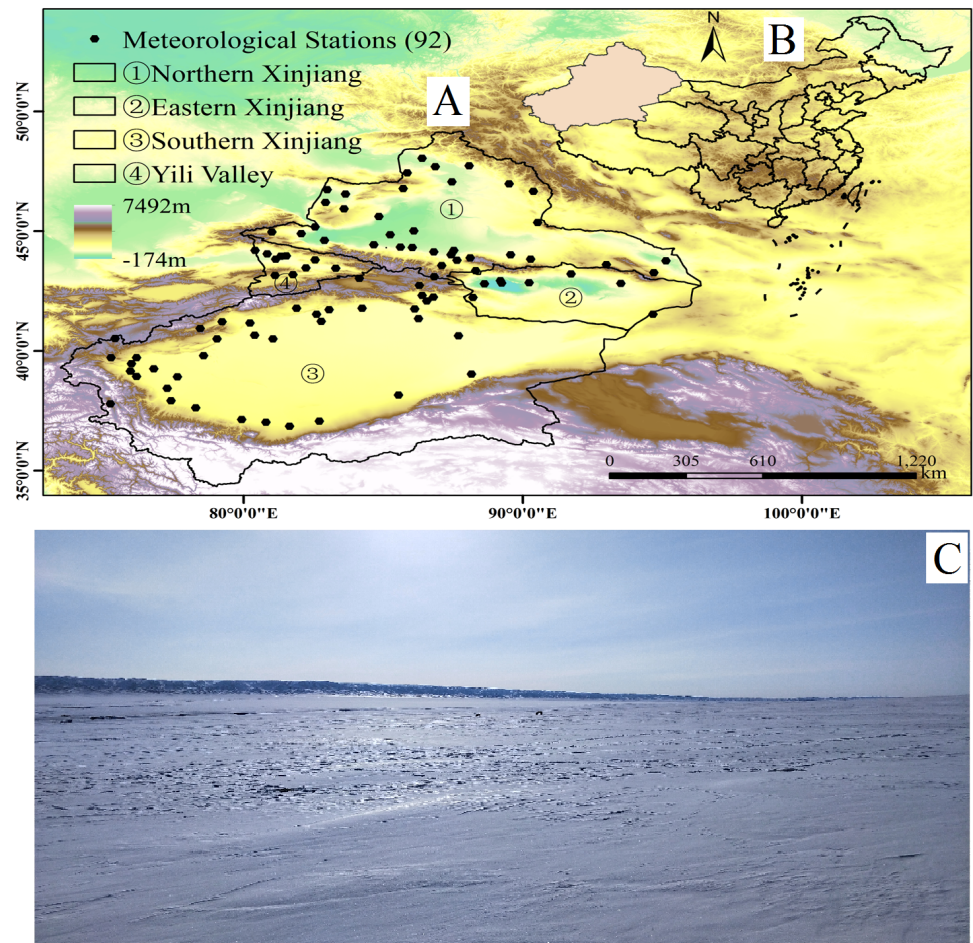 N
Meteorological Stations (92)
B
①Northern Xinjiang
②Eastern Xinjiang
A
③Southern Xinjiang
④Yili Valley
7492m
-174m
①
②
③
④
50°0'0"N
45°0'0"N
40°0'0"N
35°0'0"N
0 305 610 1,220
km
80°0'0"E 90°0'0"E 100°0'0"E
C